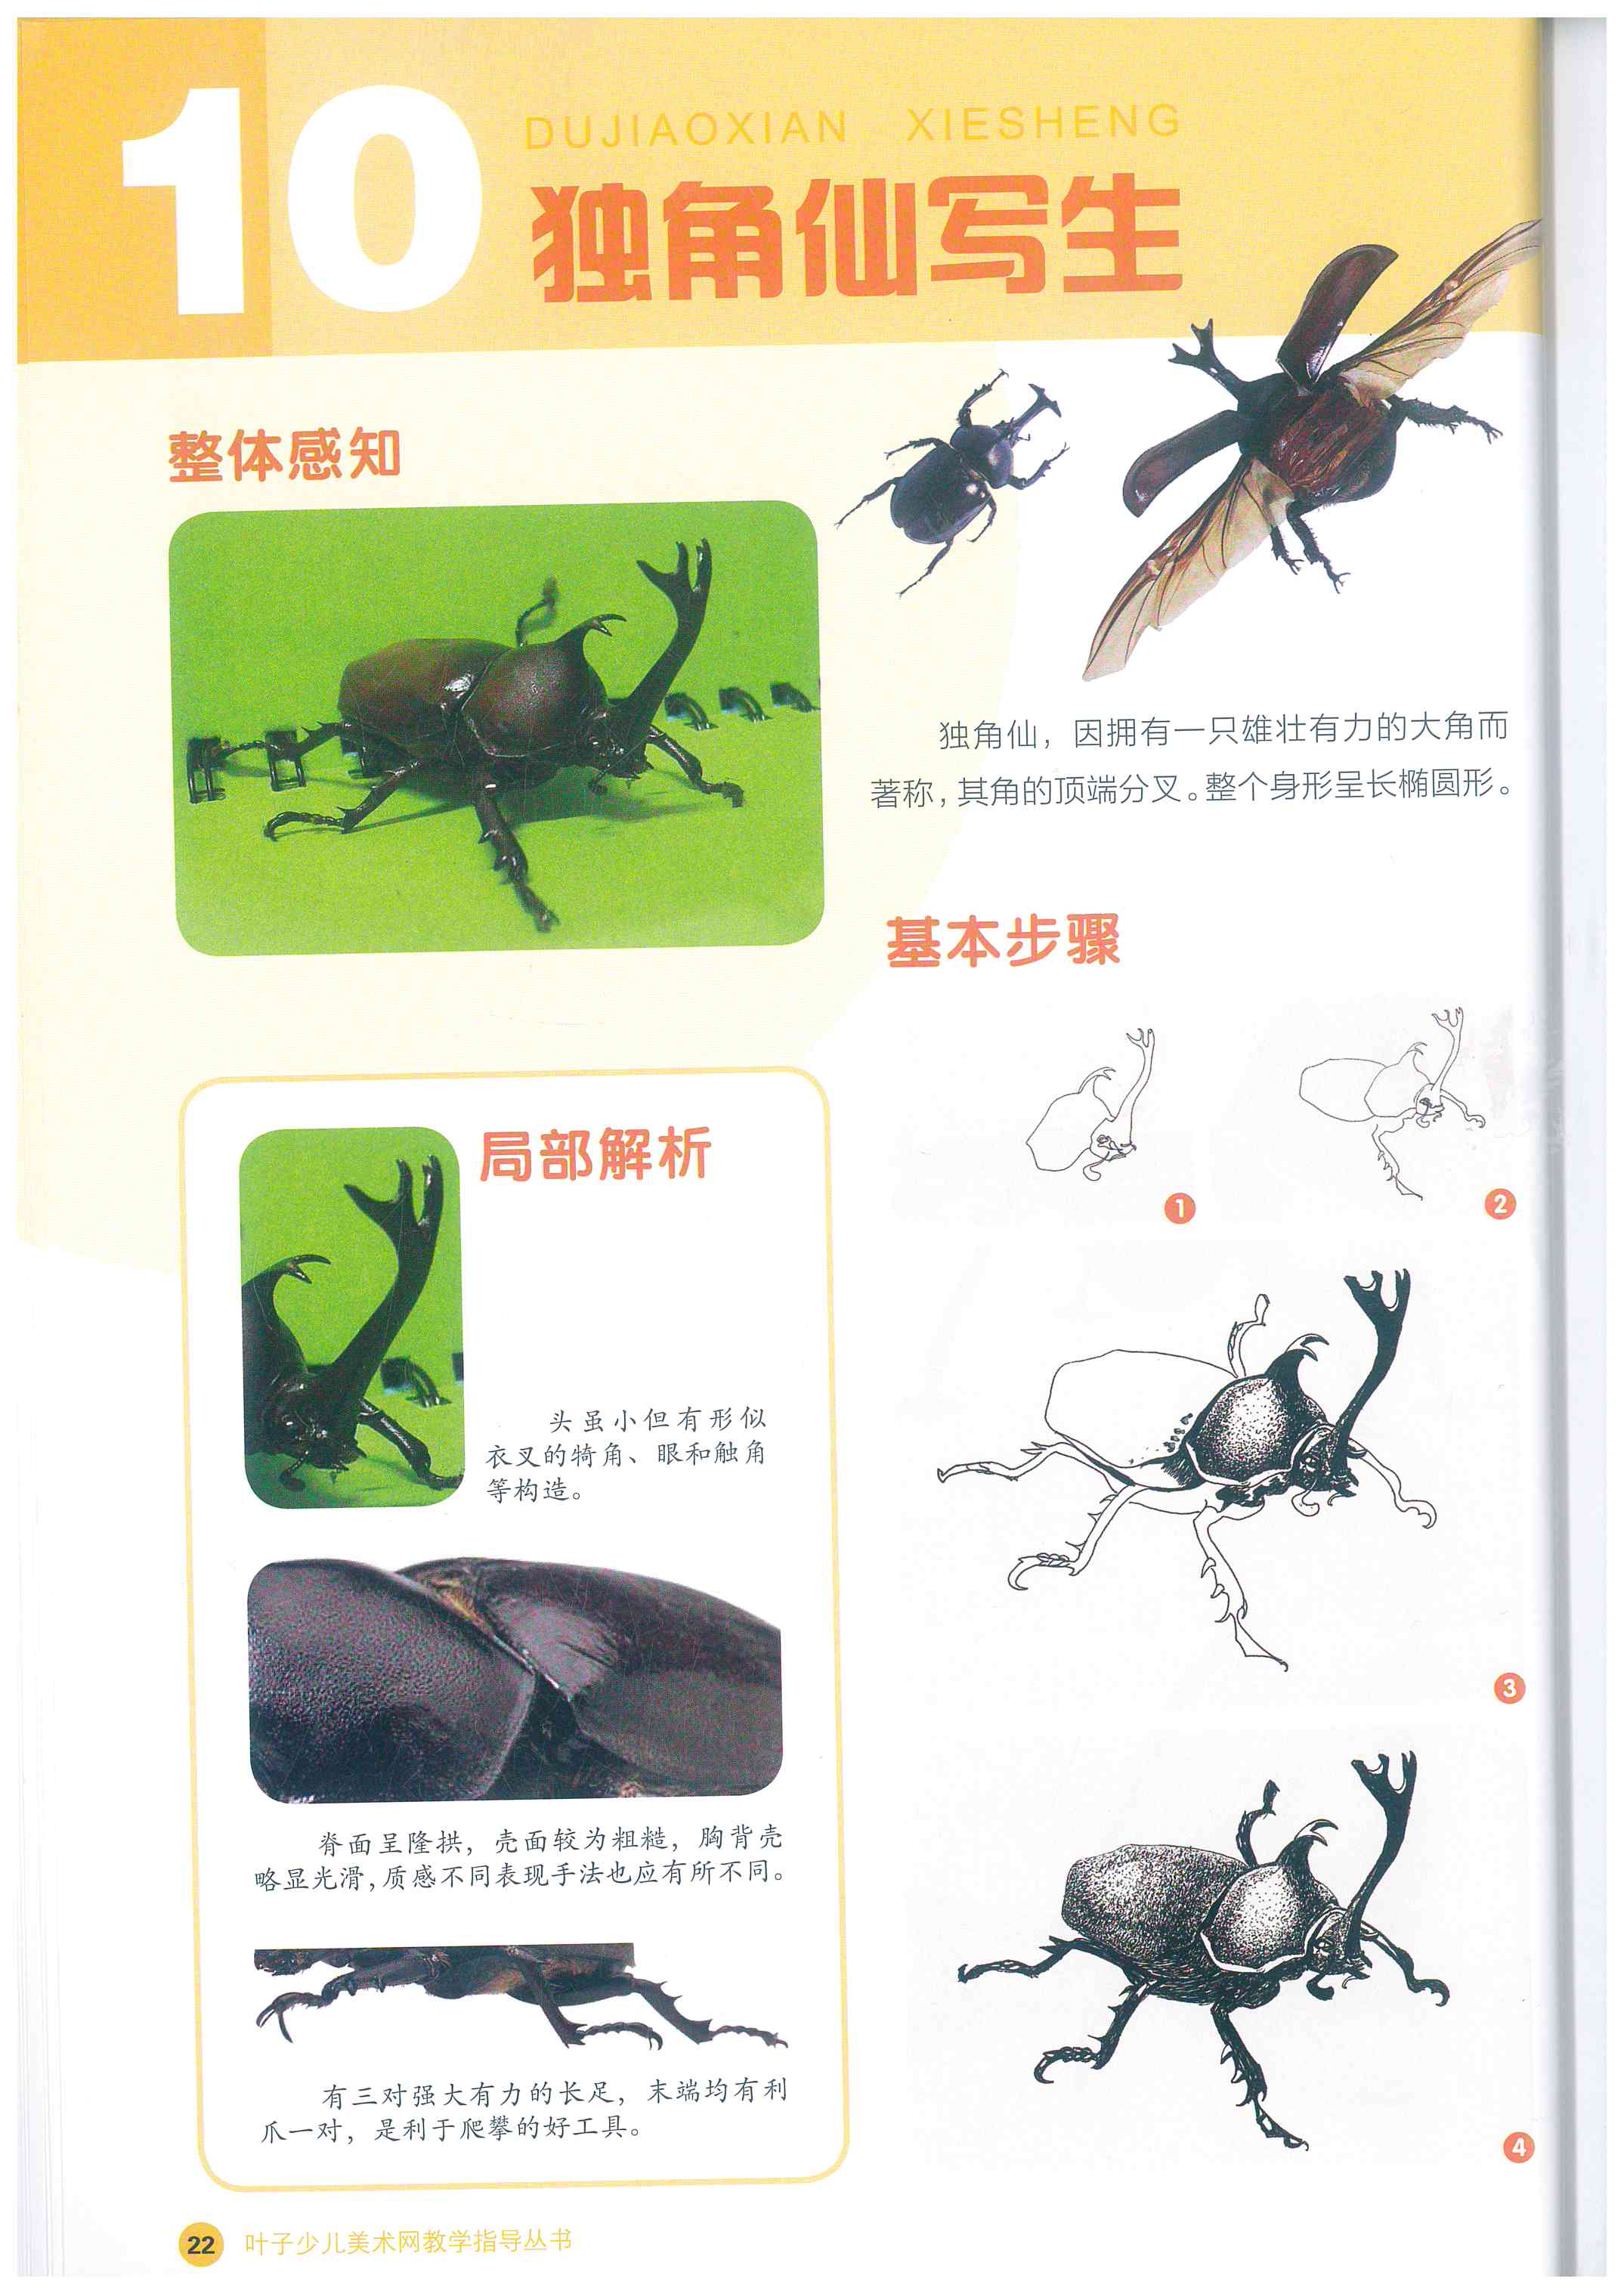 10
DUJIAOXIAN XIESHENG
独角仙写生
整体感知
独角仙，因拥有一只雄壮有力的大角而
著称，其角的顶端分叉。整个身形呈长椭圆形。
基本步骤
1
2
3
4
局部解析
头虽小但有形似
衣叉的犄角、眼和触角
等构造。
脊面呈隆拱，壳面较为粗糙，胸背壳
略显光滑，质感不同表现手法也应有所不同。
有三对强大有力的长足，末端均有利
爪一对，是利于爬攀的好工具。
22 叶子少儿美术网教学指导丛书